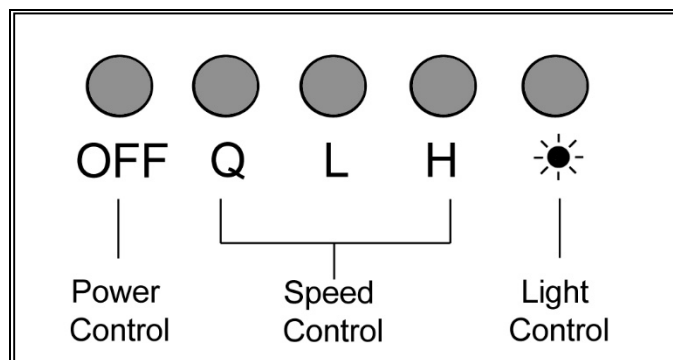 OFF Q L H
Power Control
Speed Control
Light Control